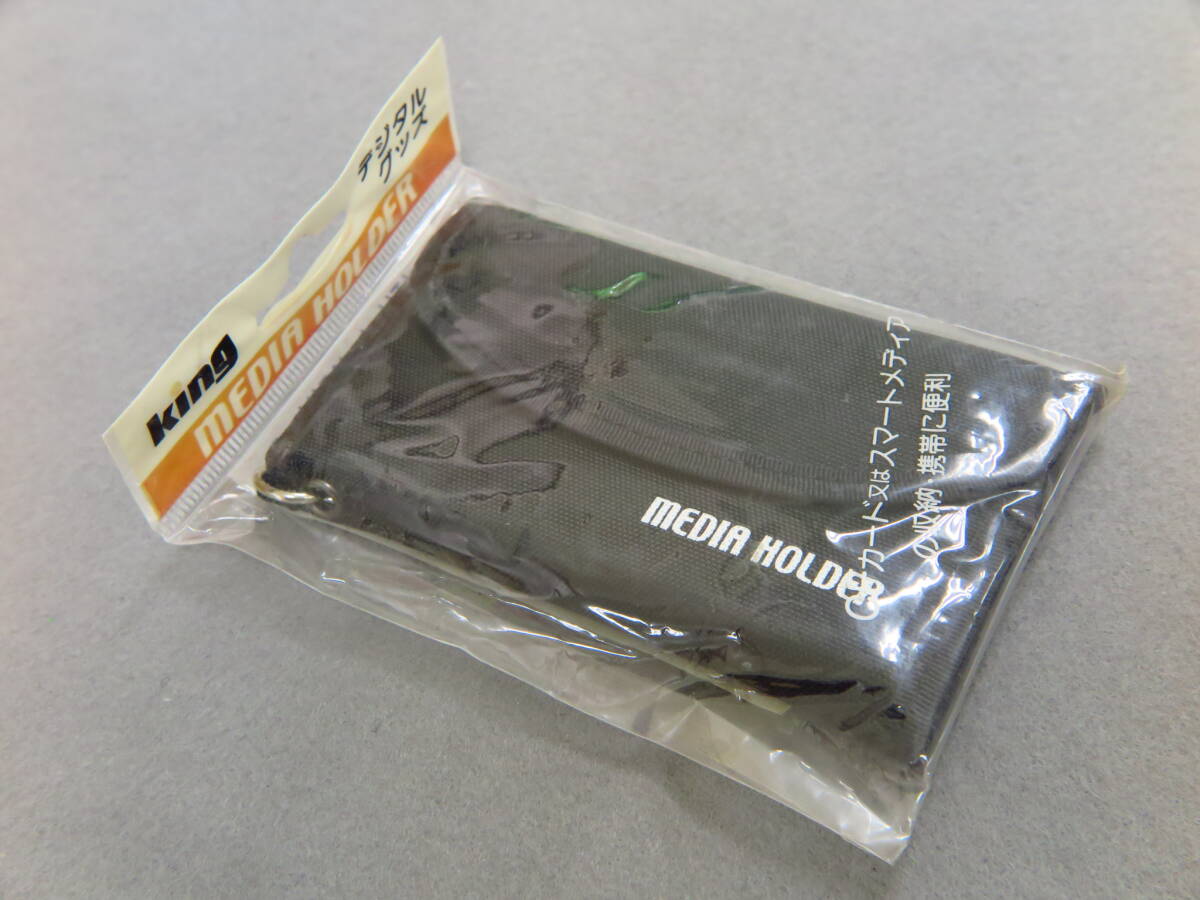 デジタル
グッズ
king
MEDIA HOLDER
MEDIA HOLDER
カード又はスマートメディア
の収納・携帯に便利